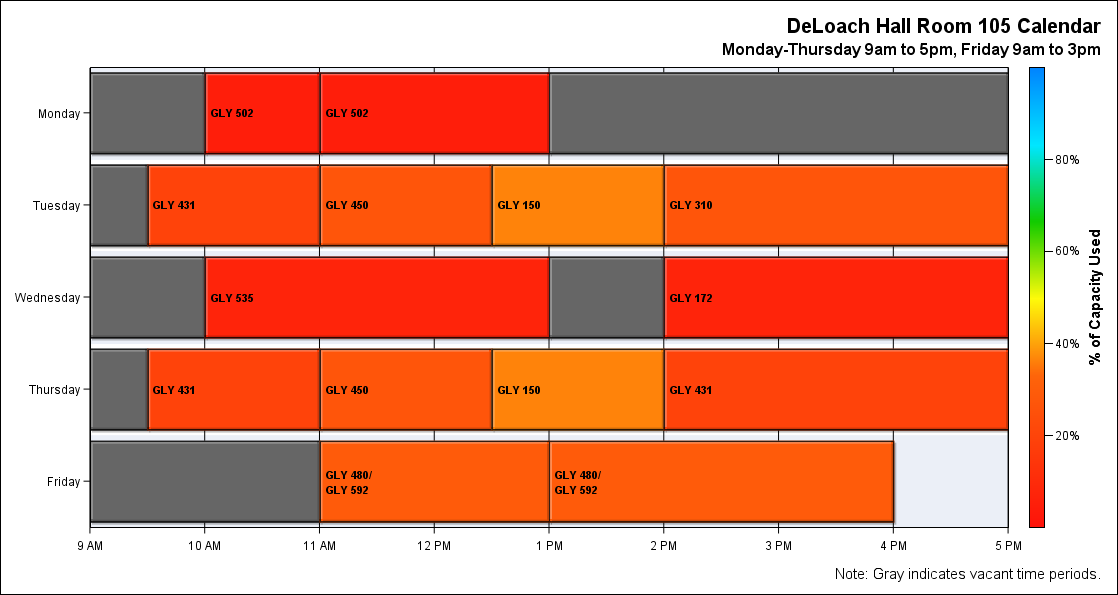 DeLoach Hall Room 105 Calendar
Monday-Thursday 9am to 5pm, Friday 9am to 3pm
Monday
GLY 502
GLY 502
Tuesday
GLY 431
GLY 450
GLY 150
GLY 310
Wednesday
GLY 535
GLY 172
Thursday
GLY 431
GLY 450
GLY 150
GLY 431
Friday
GLY 480/
GLY 592
GLY 480/
GLY 592
9 AM
10 AM
11 AM
12 PM
1 PM
2 PM
3 PM
4 PM
5 PM
80%
60%
40%
20%
% of Capacity Used
Note: Gray indicates vacant time periods.